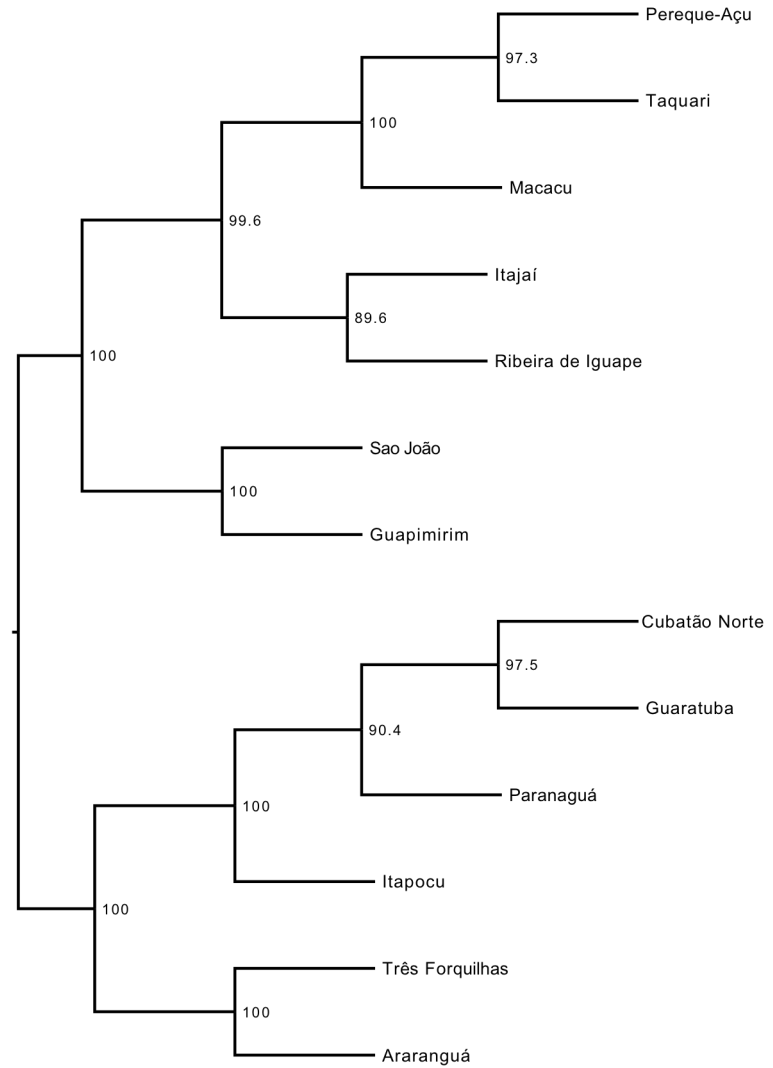 Pereque-Açu
97.3
Taquari
100
Macacu
99.6
Itajaí
89.6
Ribeira de Iguape
100
Sao João
100
Guapimirim
Cubatão Norte
97.5
Guaratuba
90.4
Paranaguá
100
Itapocu
100
Três Forquilhas
100
Araranguá